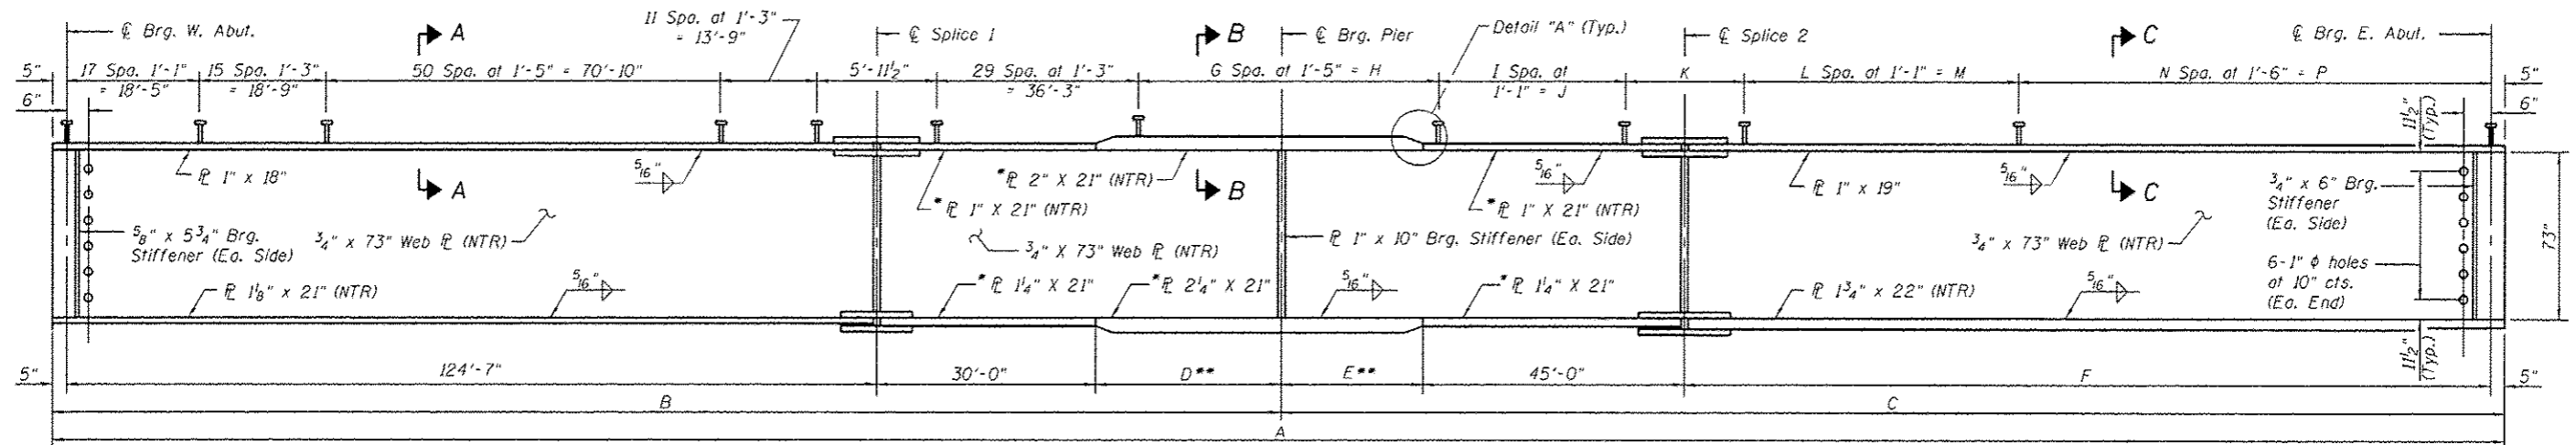 ℄ Brg. W. Abut.
A
11 Spa. at 1'-3"
= 13'-9"
℄ Splice 1
B
℄ Brg. Pier
Detail "A" (Typ.)
℄ Splice 2
C
℄ Brg. E. Abut.
5"
17 Spa. 1'-1"
= 18'-5"
15 Spa. 1'-3"
= 18'-9"
50 Spa. at 1'-5" = 70'-10"
5'-11½"
29 Spa. at 1'-3"
= 36'-3"
G Spa. at 1'-5" = H
I Spa. at
1'-1" = J
K
L Spa. at 1'-1" = M
N Spa. at 1'-6" = P
5"
6"
6"
11½"
(Typ.)
℄ 1" x 18"
5/16"
A
*℄ 2" X 21" (NTR)
B
5/16"
℄ 1" x 19"
5/16"
C
¾" x 6" Brg.
Stiffener
(Ea. Side)
*℄ 1" X 21" (NTR)
*℄ 1" X 21" (NTR)
⅝" x 5¾" Brg.
Stiffener (Ea. Side)
¾" x 73" Web ℄ (NTR)
¾" X 73" Web ℄ (NTR)
℄ 1" x 10" Brg. Stiffener (Ea. Side)
¾" x 73" Web ℄ (NTR)
73"
6-1" ϕ holes
at 10" cts.
(Ea. End)
℄ 1⅛" x 21" (NTR)
5/16"
*℄ 1¼" X 21"
*℄ 2¼" X 21"
5/16"
*℄ 1¼" X 21"
℄ 1¾" x 22" (NTR)
5/16"
11½"
(Typ.)
5"
124'-7"
30'-0"
D**
E**
45'-0"
F
5"
B
C
A